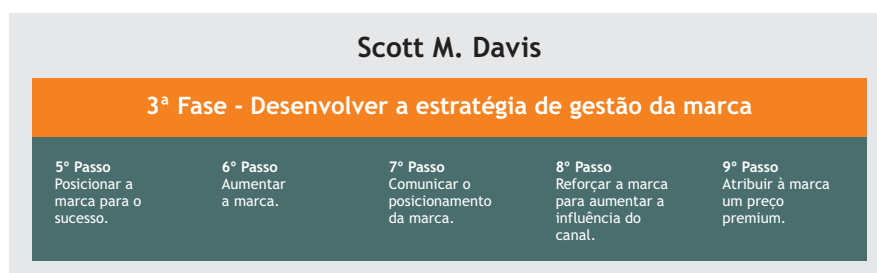 Scott M. Davis
3ª Fase - Desenvolver a estratégia de gestão da marca
5º Passo
Posicionar a
marca para o
sucesso.
6º Passo
Aumentar
a marca.
7º Passo
Comunicar o
posicionamento
da marca.
8º Passo
Reforçar a marca
para aumentar a
influência do
canal.
9º Passo
Atribuir à marca
um preço
premium.